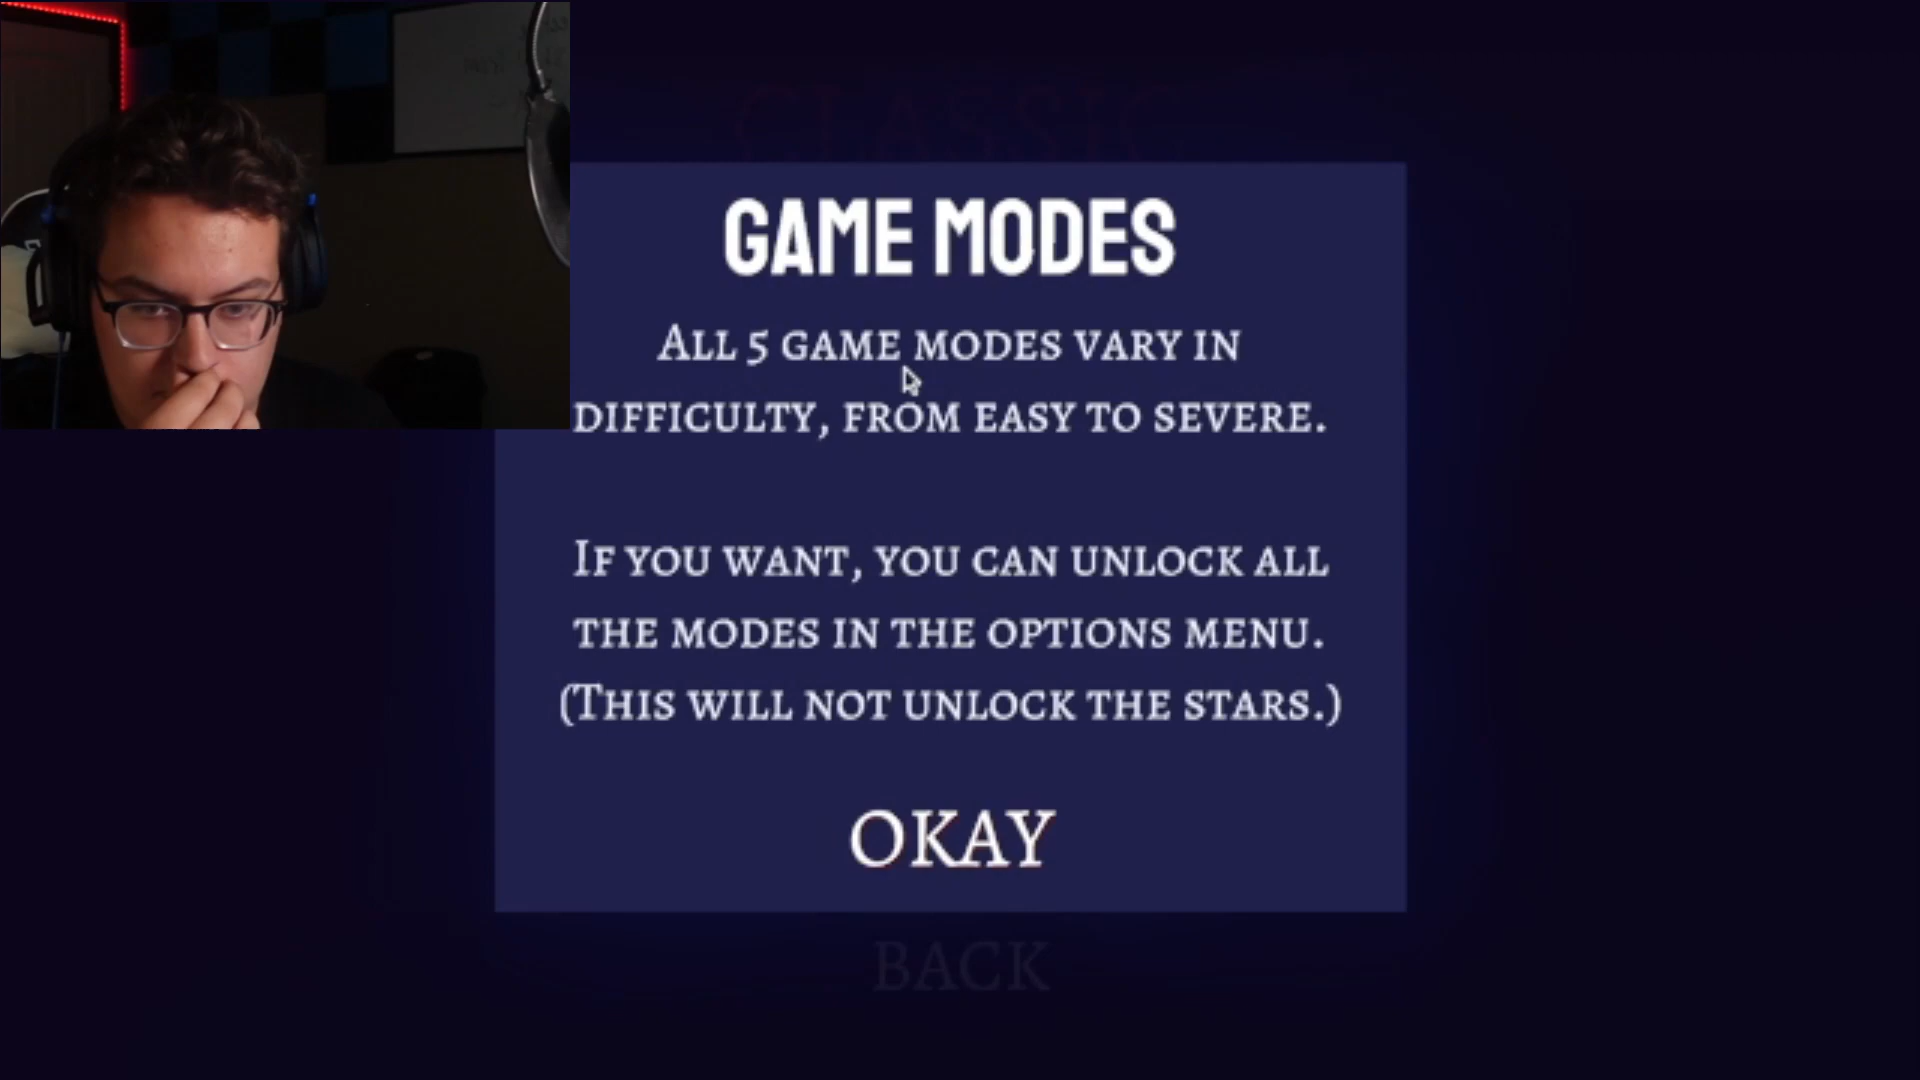 CLASSIC
GAME MODES
ALL 5 GAME MODES VARY IN
DIFFICULTY, FROM EASY TO SEVERE.
IF YOU WANT, YOU CAN UNLOCK ALL
THE MODES IN THE OPTIONS MENU.
(THIS WILL NOT UNLOCK THE STARS.)
OKAY
BACK